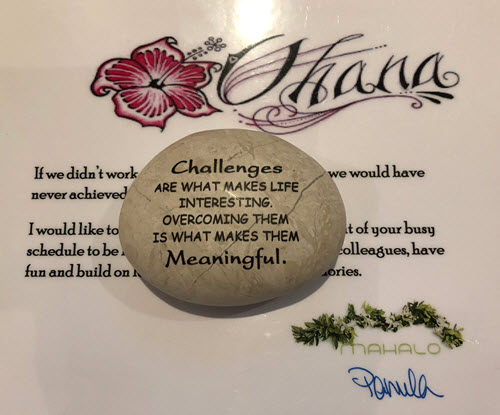 Ohana
If we didn't work we would have
never achieved
I would like to t of your busy
schedule to be colleagues, have
fun and build on ories.
Challenges
ARE WHAT MAKES LIFE
INTERESTING.
OVERCOMING THEM
IS WHAT MAKES THEM
Meaningful.
MAHALO
Pamula